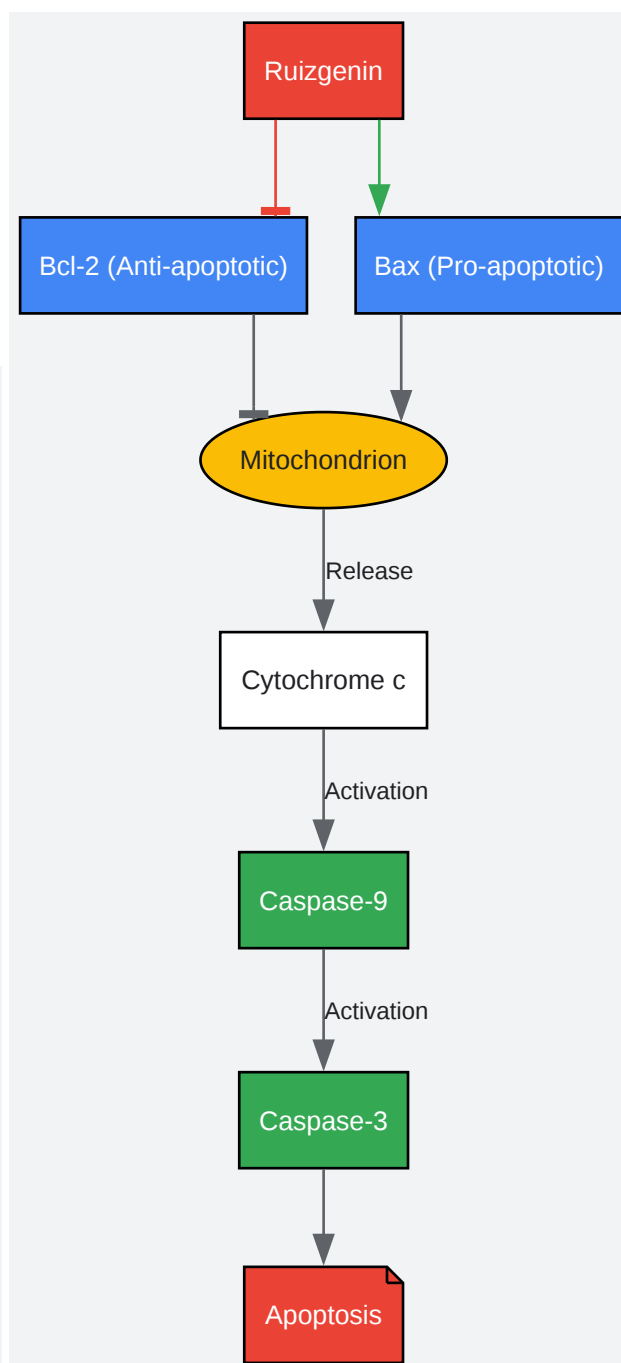 Ruizgenin
Bcl-2 (Anti-apoptotic)
Bax (Pro-apoptotic)
Mitochondrion
Release
Cytochrome c
Activation
Caspase-9
Activation
Caspase-3
Apoptosis